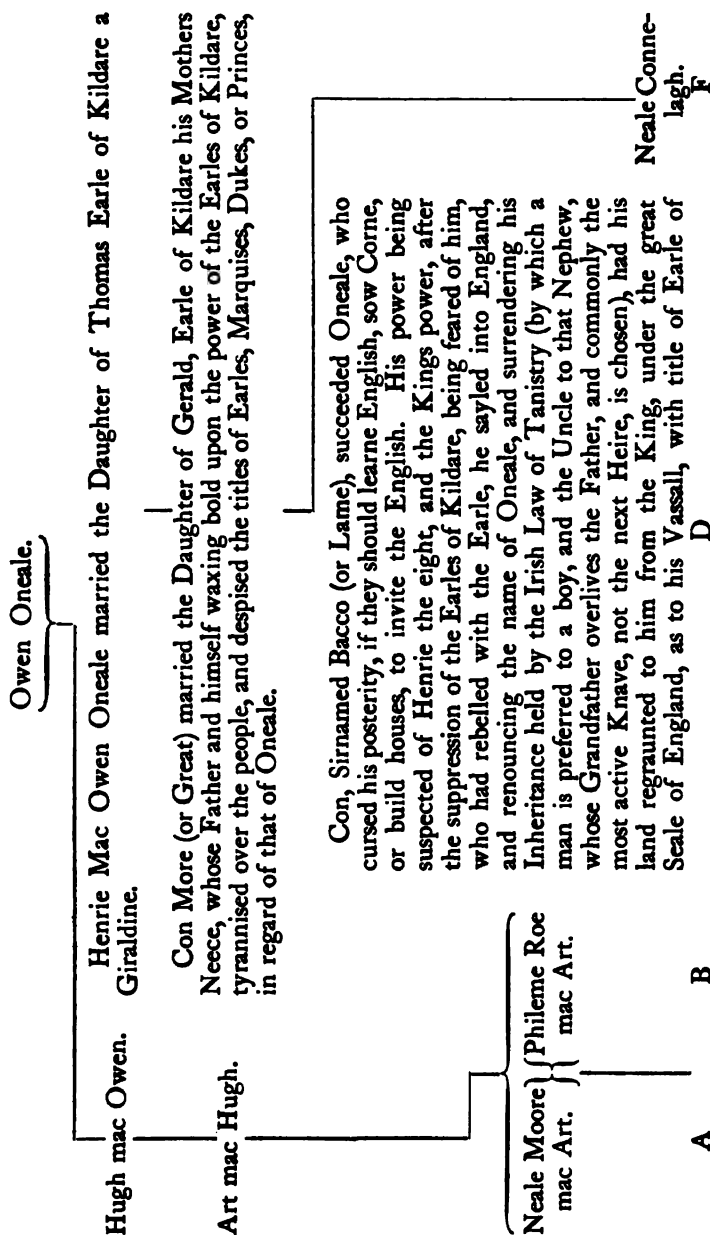 Owen Oneale.
Hugh mac Owen.
Henrie Mac Owen Oneale married the Daughter of Thomas Earle of Kildare a
Giraldine.
Art mac Hugh.
Con More (or Great) married the Daughter of Gerald, Earle of Kildare his Mothers
Neece, whose Father and himself waxing bold upon the power of the Earles of Kildare,
tyrannised over the people, and despised the titles of Earles, Marquises, Dukes, or Princes,
in regard of that of Oneale.
Neale Moore
mac Art.
Phileme Roe
mac Art.
Con, Sirnamed Bacco (or Lame), succeeded Oneale, who
cursed his posterity, if they should learne English, sow Corne,
or build houses, to invite the English. His power being
suspected of Henrie the eight, and the Kings power, after
the suppression of the Earles of Kildare, being feared of him,
who had rebelled with the Earle, he sayled into England,
and renouncing the name of Oneale, and surrendering his
Inheritance held by the Irish Law of Tanistry (by which a
man is preferred to a boy, and the Uncle to that Nephew,
whose Grandfather overlives the Father, and commonly the
most active Knave, not the next Heire, is chosen), had his
land regraunted to him from the King, under the great
Seale of England, as to his Vassall, with title of Earle of
Neale Conne-
lagh.
A B D F